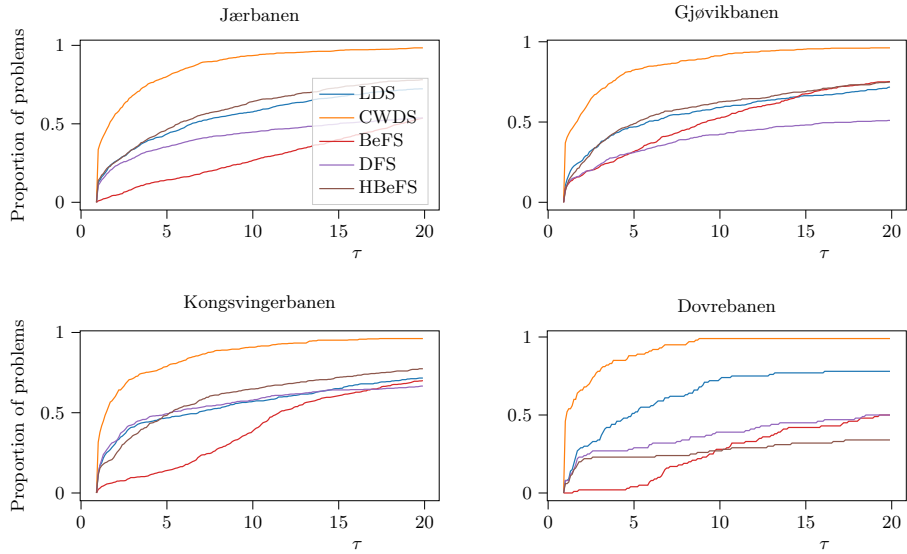 Jærbanen
Proportion of problems
1
0.5
0
0
5
10
15
20
τ
LDS
CWDS
BeFS
DFS
HBeFS
Gjøvikbanen
1
0.5
0
0
5
10
15
20
τ
Kongsvingerbanen
Proportion of problems
1
0.5
0
0
5
10
15
20
τ
Dovrebanen
1
0.5
0
0
5
10
15
20
τ